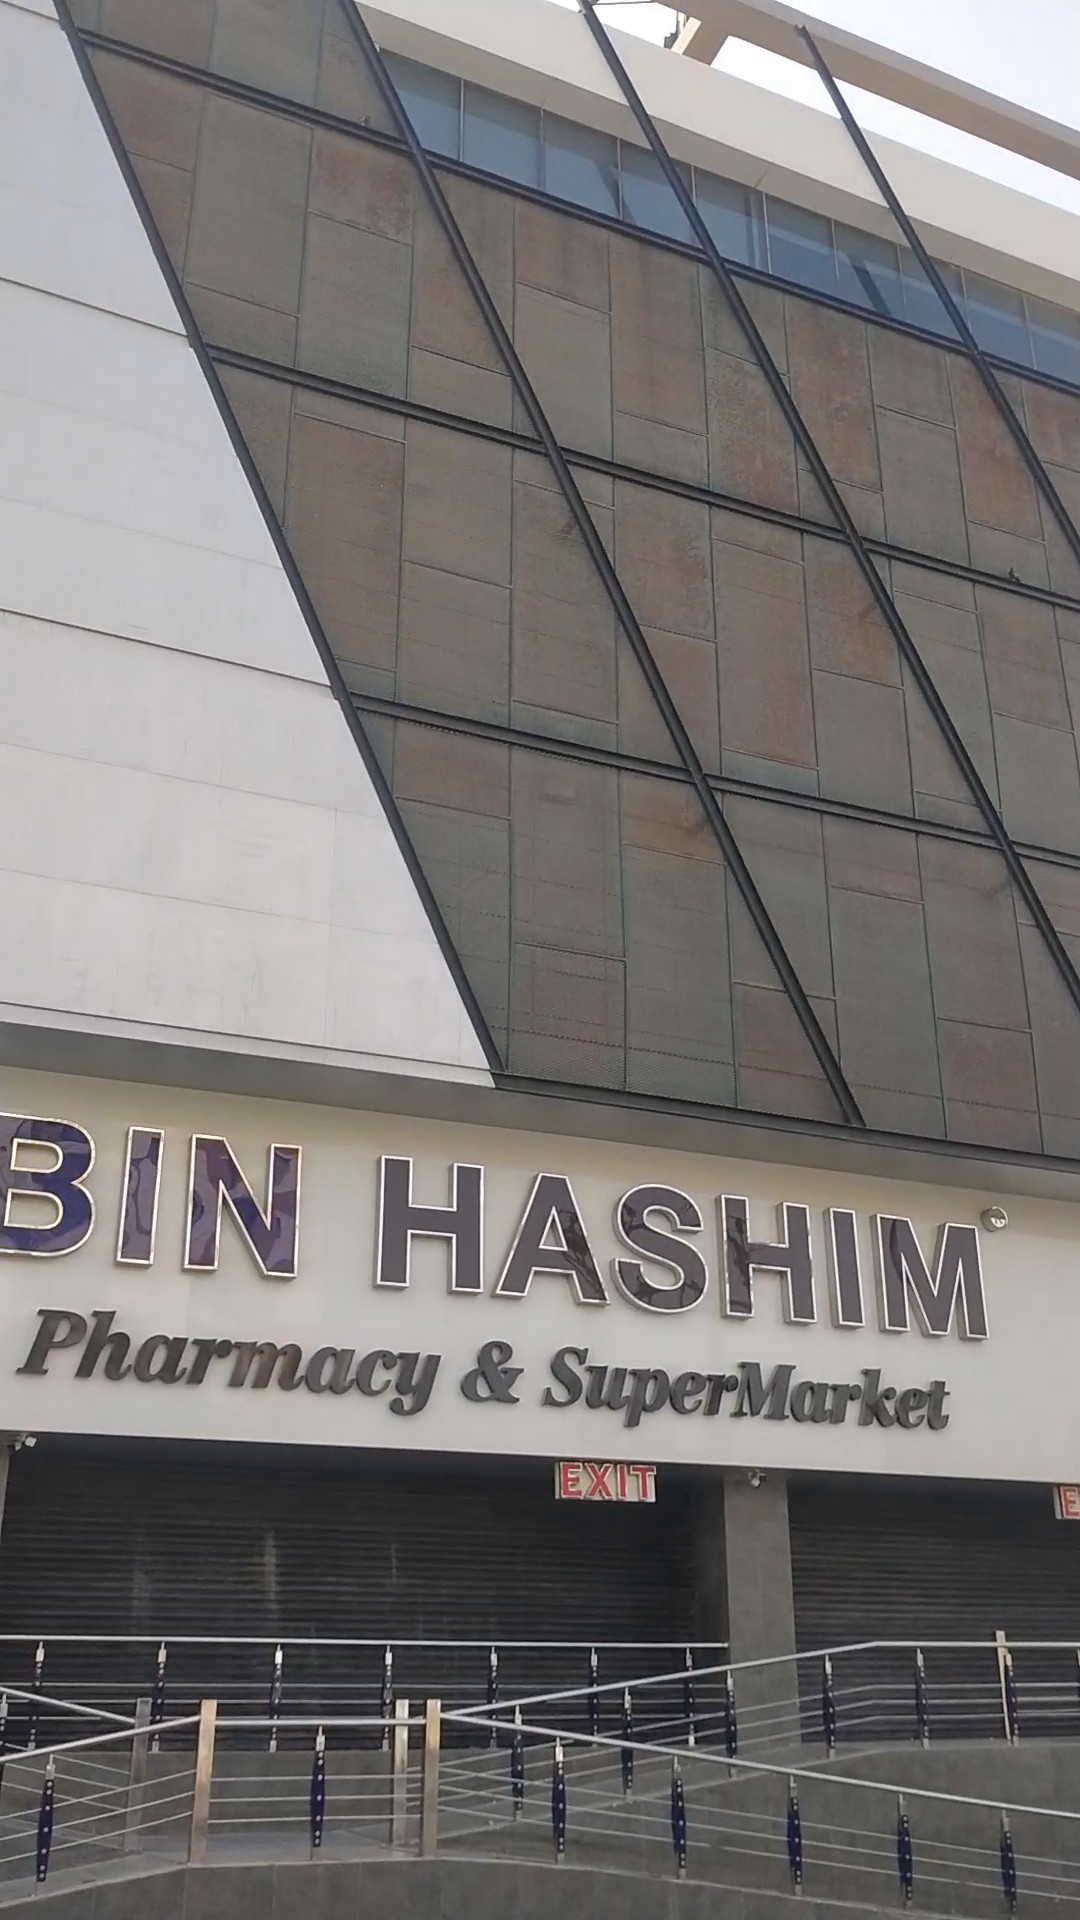 BIN HASHIM
Pharmacy & SuperMarket
EXIT
E